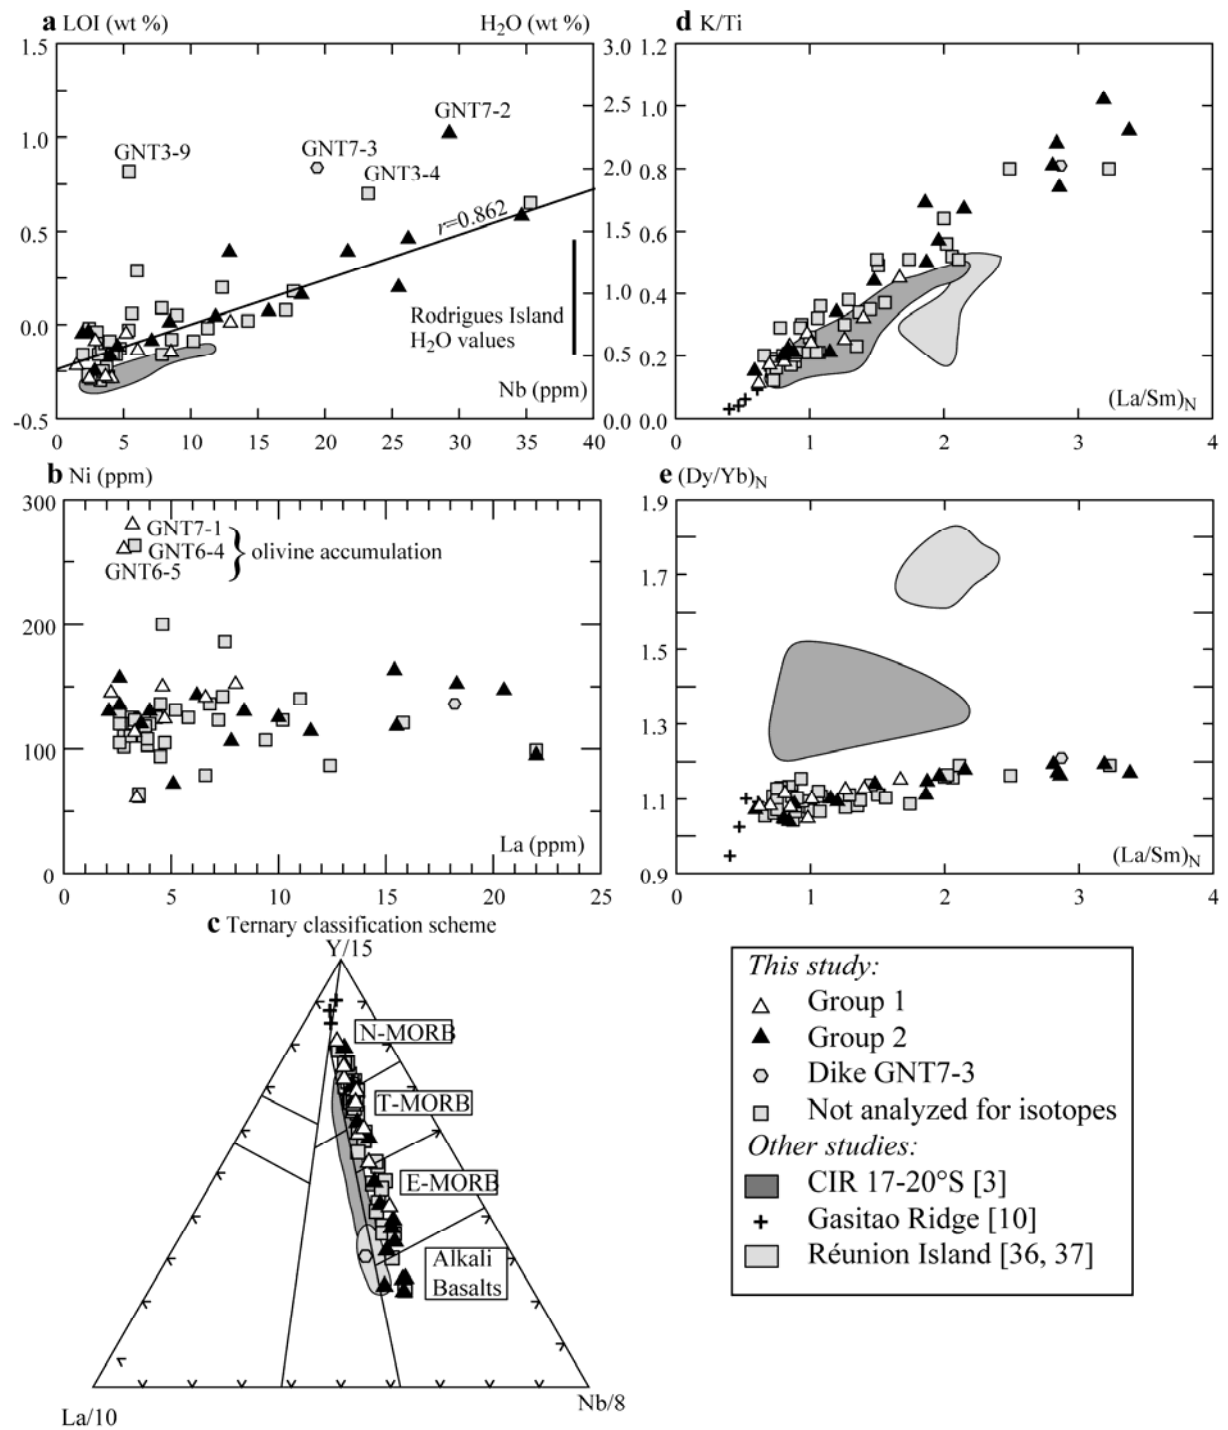 a LOI (wt %)
H₂O (wt %)
1.5
1.0
0.5
0.0
-0.5
3.0
2.5
2.0
1.5
1.0
0.5
0.0
GNT3-9
GNT7-3
GNT3-4
GNT7-2
r=0.862
Rodrigues Island
H₂O values
Nb (ppm)
0 5 10 15 20 25 30 35 40
d K/Ti
1.2
1.0
0.8
0.6
0.4
0.2
0.0
(La/Sm)N
0 1 2 3 4
b Ni (ppm)
300
200
100
0
GNT7-1
GNT6-4
GNT6-5
} olivine accumulation
La (ppm)
0 5 10 15 20 25
e (Dy/Yb)N
1.9
1.7
1.5
1.3
1.1
0.9
(La/Sm)N
0 1 2 3 4
c Ternary classification scheme
Y/15
N-MORB
T-MORB
E-MORB
Alkali
Basalts
La/10
Nb/8
This study:
Group 1
Group 2
Dike GNT7-3
Not analyzed for isotopes
Other studies:
CIR 17-20°S [3]
Gasitao Ridge [10]
Réunion Island [36, 37]